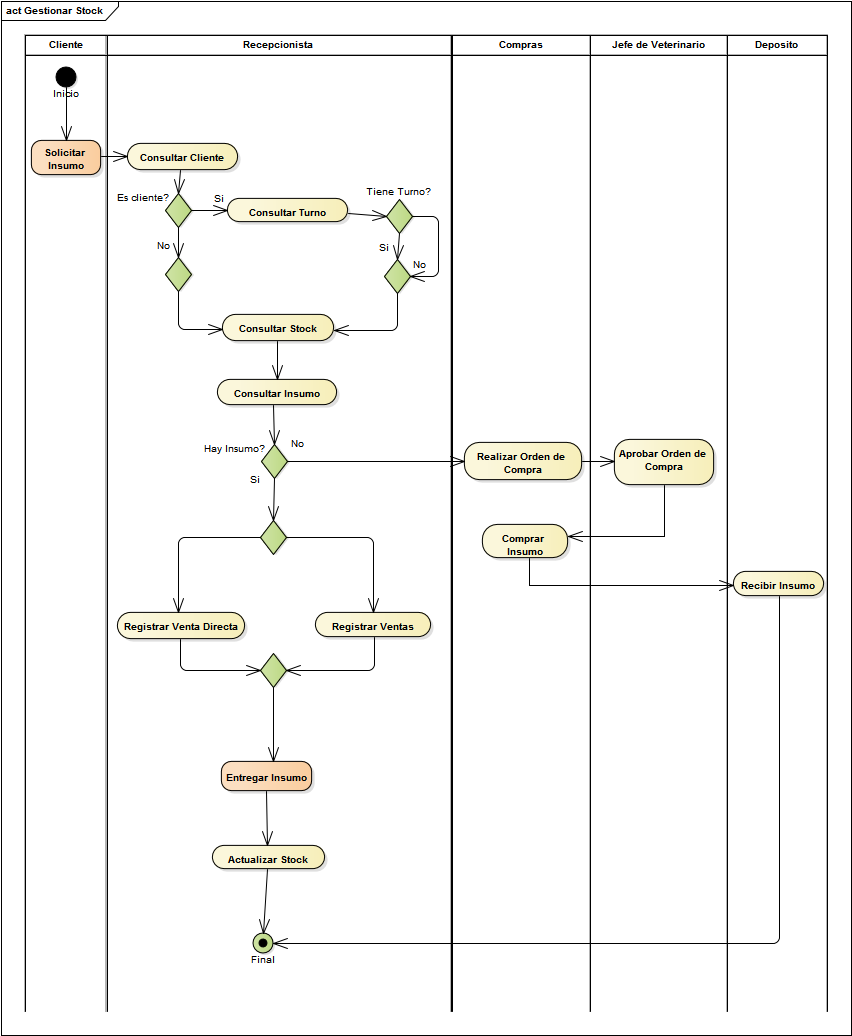 act Gestionar Stock
Cliente
Recepcionista
Compras
Jefe de Veterinario
Deposito
Inicio
Solicitar
Insumo
Consultar Cliente
Es cliente?
Si
Consultar Turno
Tiene Turno?
No
Si
No
Consultar Stock
Consultar Insumo
Hay Insumo?
No
Si
Realizar Orden de
Compra
Aprobar Orden de
Compra
Comprar
Insumo
Recibir Insumo
Registrar Venta Directa
Registrar Ventas
Entregar Insumo
Actualizar Stock
Final